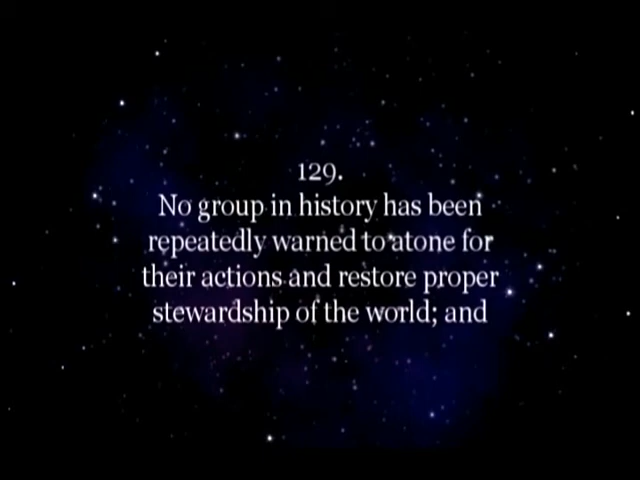 129.
No group in history has been
repeatedly warned to atone for
their actions and restore proper
stewardship of the world; and